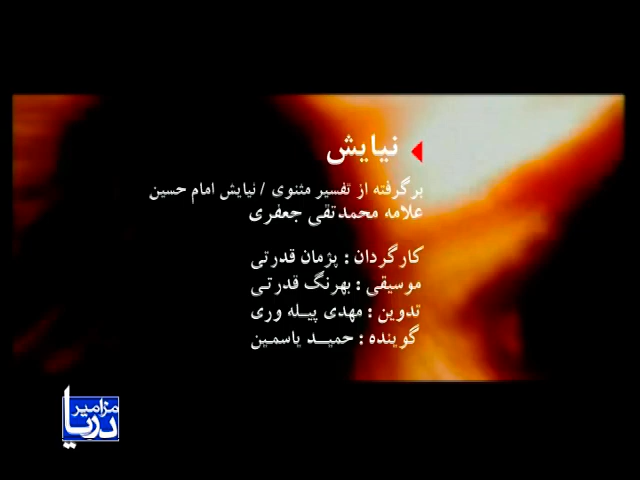 نیایش
برگرفته از تفسیر مثنوی / نیایش امام حسین
علامه محمدتقی جعفری
کارگردان : پژمان قدرتی
موسیقی : بهرنگ قدرتی
تدوین : مهدی پیله وری
گوینده : حمید یاسمین
مزامیر
دریا